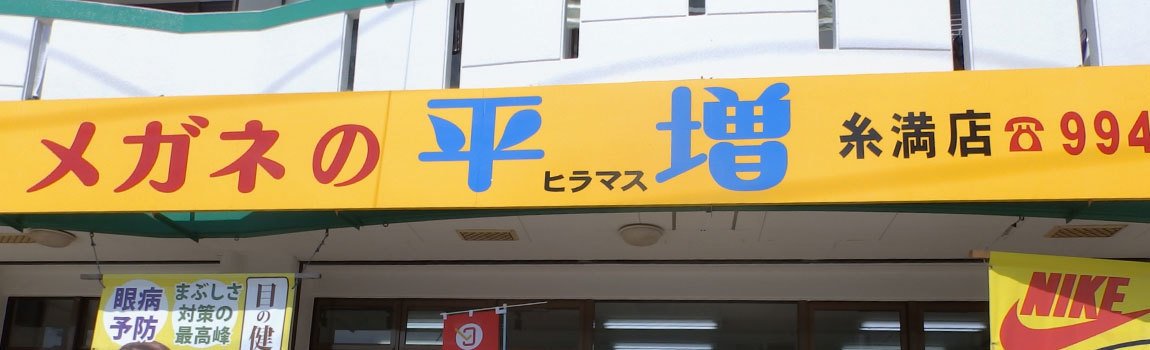 メガネの平増
ヒラマス
糸満店☎994
眼病
予防
まぶしさ
対策の
最高峰
目の健
NIKE